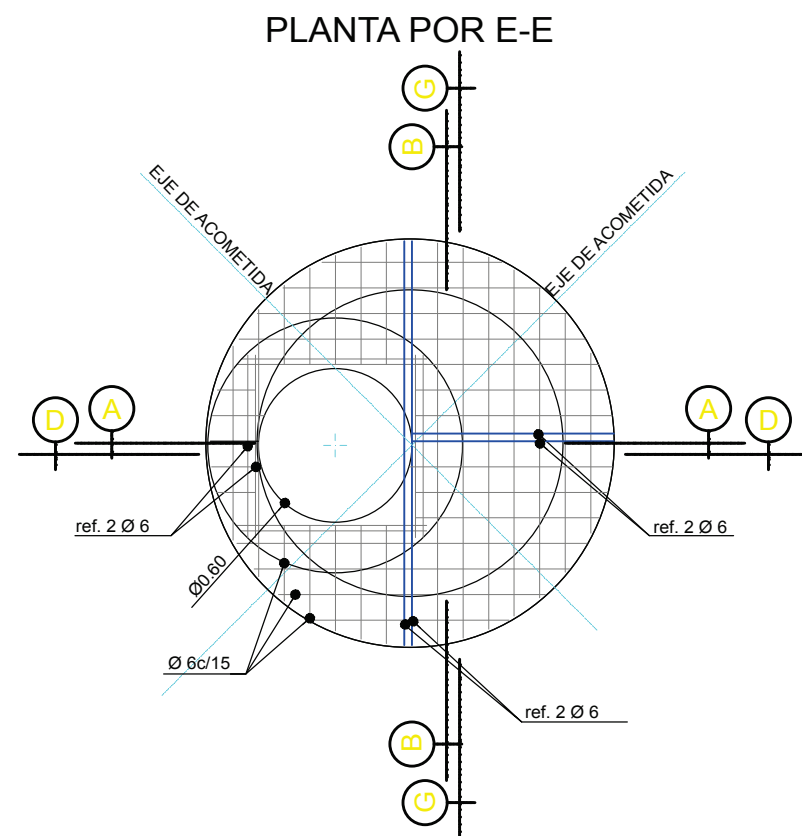 PLANTA POR E-E
G
B
EJE DE ACOMETIDA
EJE DE ACOMETIDA
D
A
A
D
ref. 2 Ø 6
ref. 2 Ø 6
Ø0.60
Ø 6c/15
ref. 2 Ø 6
B
G